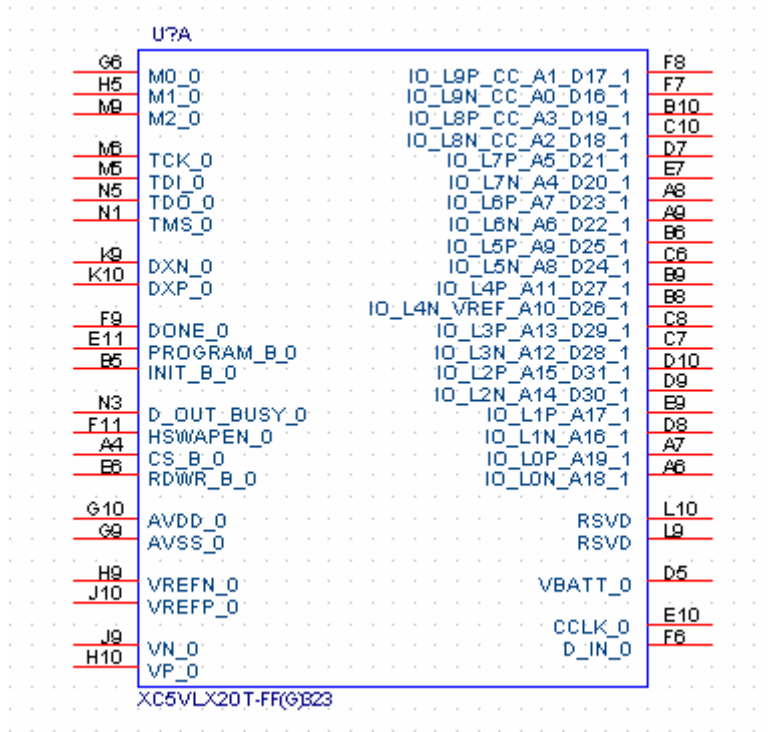 U?A
G6 M0_0 IO_L9P_CC_A1_D17_1 F8
H5 M1_0 IO_L9N_CC_A0_D16_1 F7
M9 M2_0 IO_L8P_CC_A3_D19_1 B10
IO_L8N_CC_A2_D18_1 C10
M6 TCK_0 IO_L7P_A5_D21_1 D7
M5 TDI_0 IO_L7N_A4_D20_1 E7
N5 TDO_0 IO_L6P_A7_D23_1 A8
N1 TMS_0 IO_L6N_A6_D22_1 A9
IO_L5P_A9_D25_1 B6
K9 DXN_0 IO_L5N_A8_D24_1 C6
K10 DXP_0 IO_L4P_A11_D27_1 B9
IO_L4N_VREF_A10_D26_1 B8
F9 DONE_0 IO_L3P_A13_D29_1 C8
E11 PROGRAM_B_0 IO_L3N_A12_D28_1 C7
B5 INIT_B_0 IO_L2P_A15_D31_1 D10
IO_L2N_A14_D30_1 D9
N3 D_OUT_BUSY_0 IO_L1P_A17_1 E9
F11 HSWAPEN_0 IO_L1N_A16_1 D8
A4 CS_B_0 IO_L0P_A19_1 A7
E6 RDWR_B_0 IO_L0N_A18_1 A6
G10 AVDD_0 RSVD L10
G9 AVSS_0 RSVD L9
H9 VREFN_0 VBATT_0 D5
J10 VREFP_0
CCLK_0 E10
J9 VN_0 D_IN_0 F6
H10 VP_0
XC5VLX20T-FF(G)323